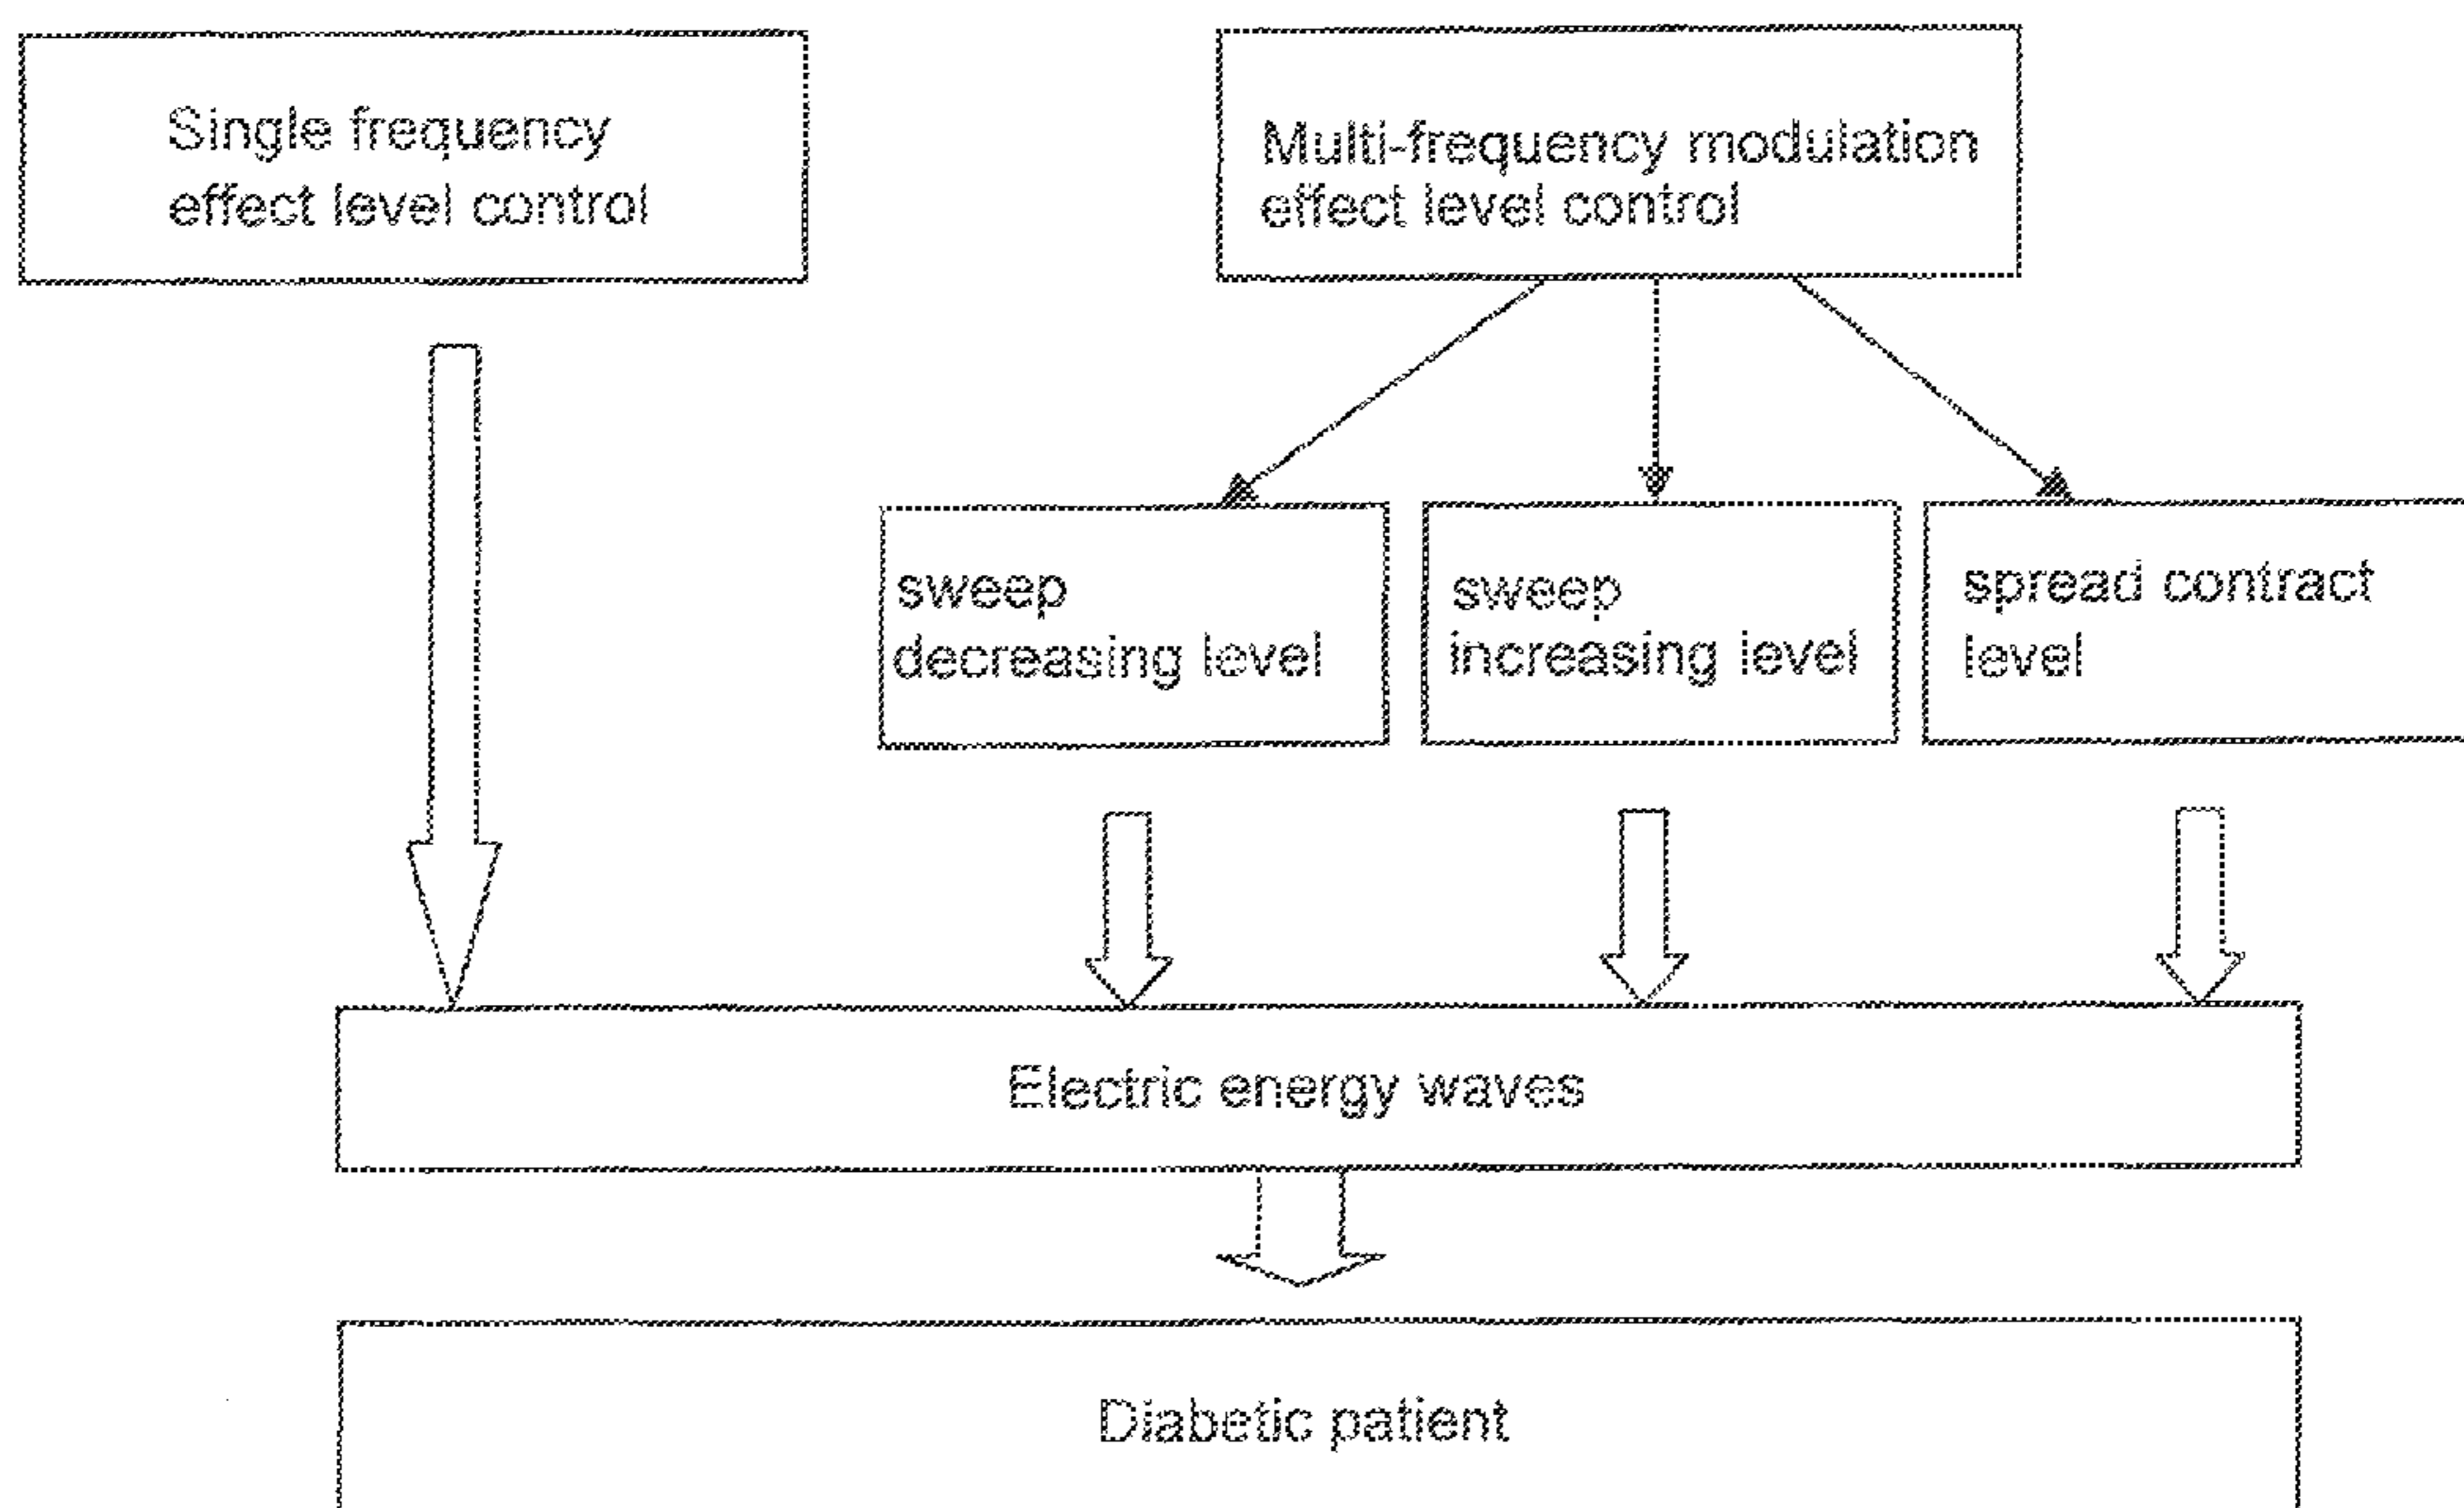 Single frequency
effect level control
Multi-frequency modulation
effect level control
sweep
decreasing level
sweep
increasing level
spread contract
level
Electric energy waves
Diabetic patient